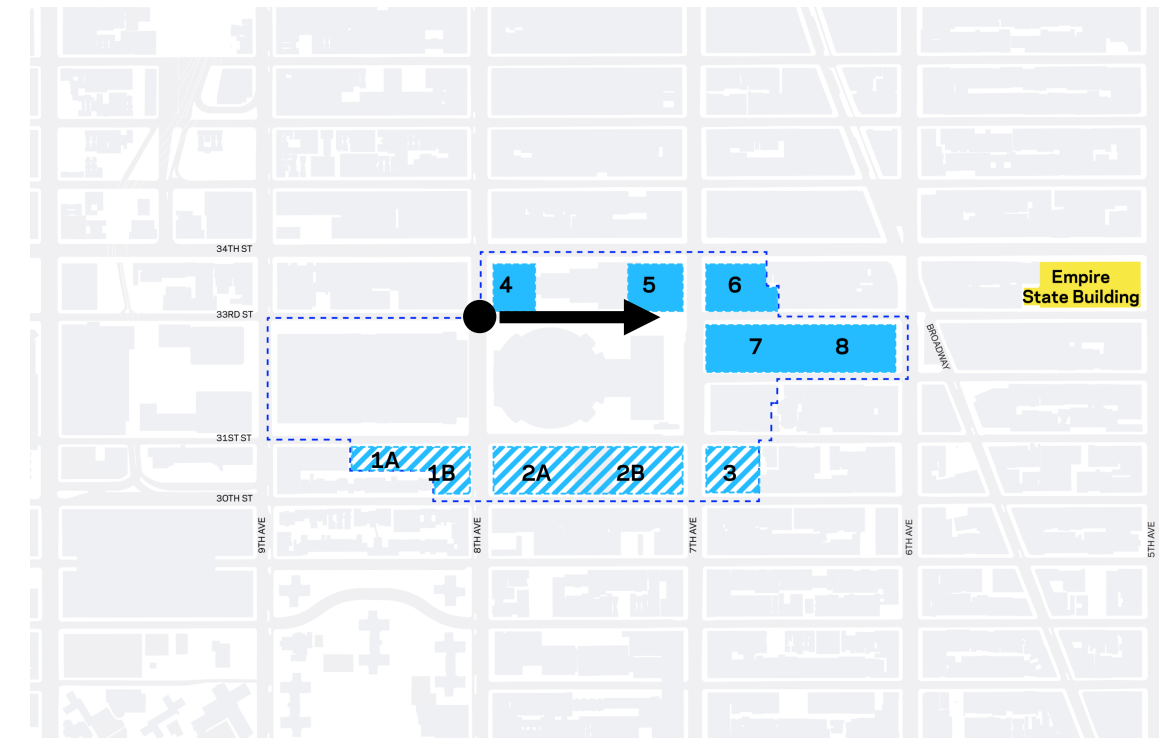 34TH ST
4
5
6
Empire
State Building
33RD ST
7
8
BROADWAY
31ST ST
1A
1B
2A
2B
3
30TH ST
9TH AVE
8TH AVE
7TH AVE
6TH AVE
5TH AVE